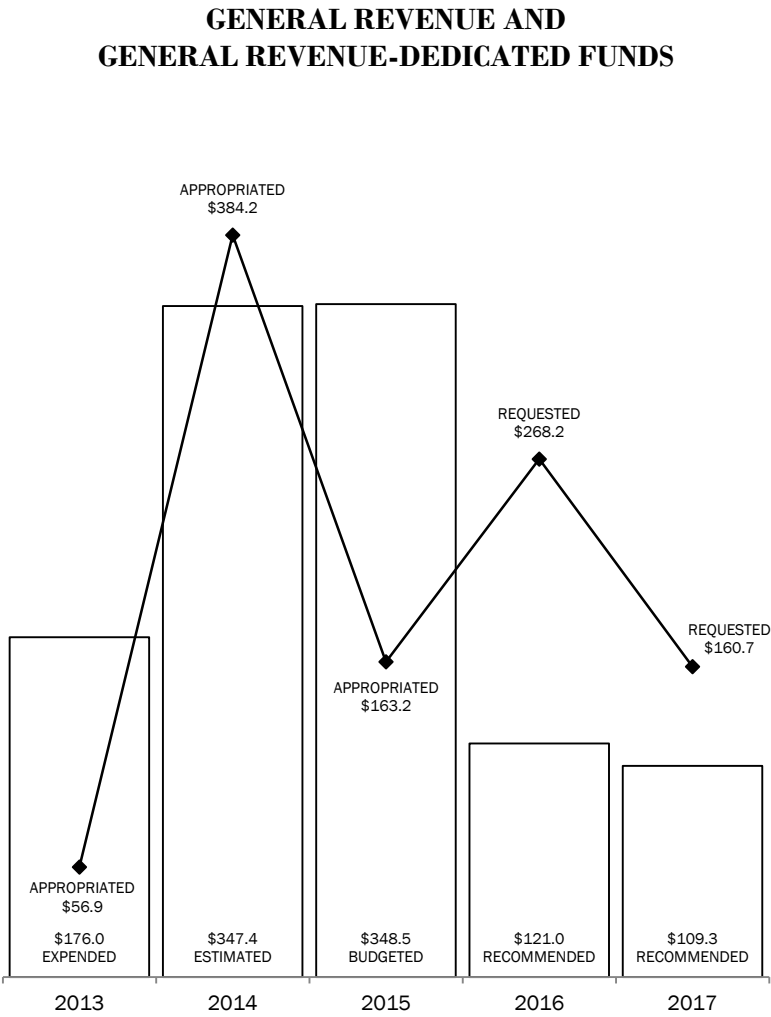 GENERAL REVENUE AND
GENERAL REVENUE-DEDICATED FUNDS
APPROPRIATED
$384.2
REQUESTED
$268.2
REQUESTED
$160.7
APPROPRIATED
$163.2
APPROPRIATED
$56.9
$176.0
EXPENDED
$347.4
ESTIMATED
$348.5
BUDGETED
$121.0
RECOMMENDED
$109.3
RECOMMENDED
2013
2014
2015
2016
2017